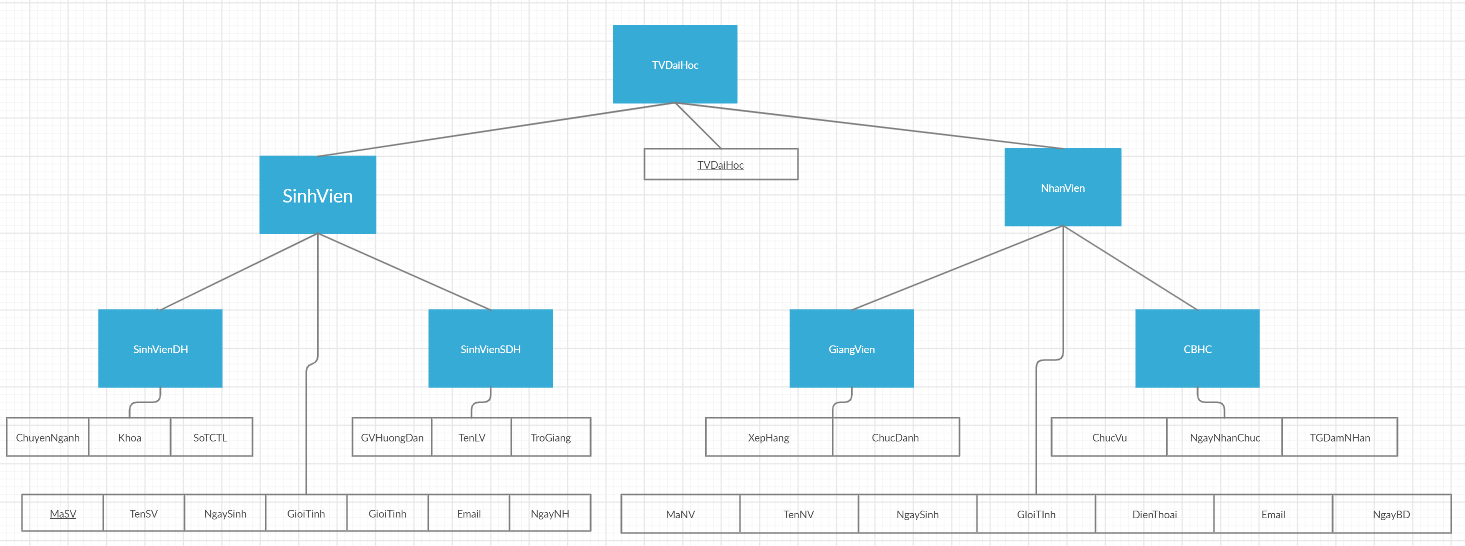 TVDaiHoc
TVDaiHoc
SinhVien
NhanVien
SinhVienDH
SinhVienSDH
GiangVien
CBHC
ChuyenNganh Khoa SoTCTL
GVHuongDan TenLV TroGiang
XepHang ChucDanh
ChucVu NgayNhanChuc TGDamNHan
MaSV TenSV NgaySinh GioiTinh GioiTinh Email NgayNH
MaNV TenNV NgaySinh GIoiTInh DienThoai Email NgayBD